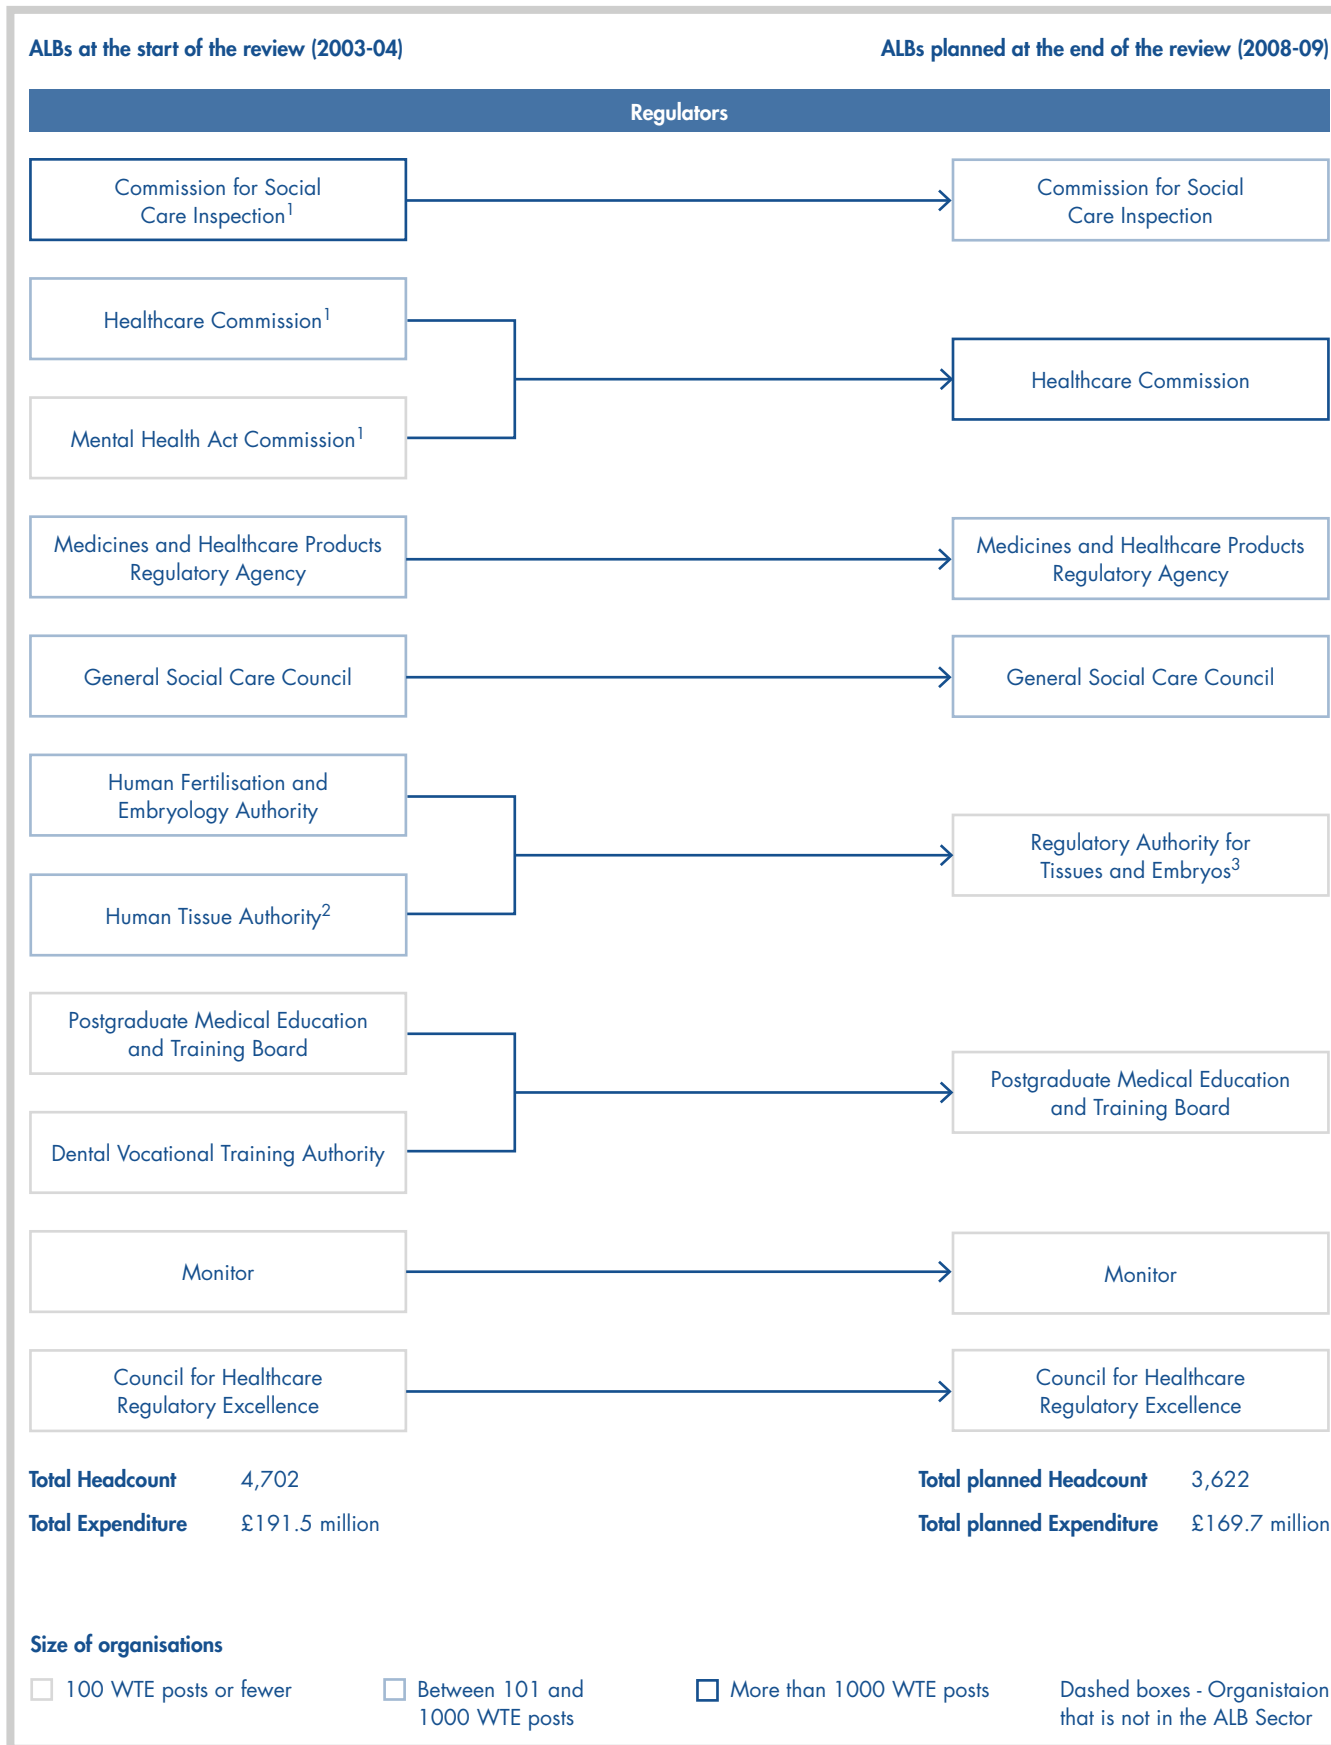 ALBs at the start of the review (2003-04)
ALBs planned at the end of the review (2008-09)
Regulators
Commission for Social
Care Inspection1
Commission for Social
Care Inspection
Healthcare Commission1
Mental Health Act Commission1
Healthcare Commission
Medicines and Healthcare Products
Regulatory Agency
Medicines and Healthcare Products
Regulatory Agency
General Social Care Council
General Social Care Council
Human Fertilisation and
Embryology Authority
Human Tissue Authority2
Regulatory Authority for
Tissues and Embryos3
Postgraduate Medical Education
and Training Board
Dental Vocational Training Authority
Postgraduate Medical Education
and Training Board
Monitor
Monitor
Council for Healthcare
Regulatory Excellence
Council for Healthcare
Regulatory Excellence
Total Headcount 4,702
Total planned Headcount 3,622
Total Expenditure £191.5 million
Total planned Expenditure £169.7 million
Size of organisations
100 WTE posts or fewer
Between 101 and
1000 WTE posts
More than 1000 WTE posts
Dashed boxes - Organistaion
that is not in the ALB Sector